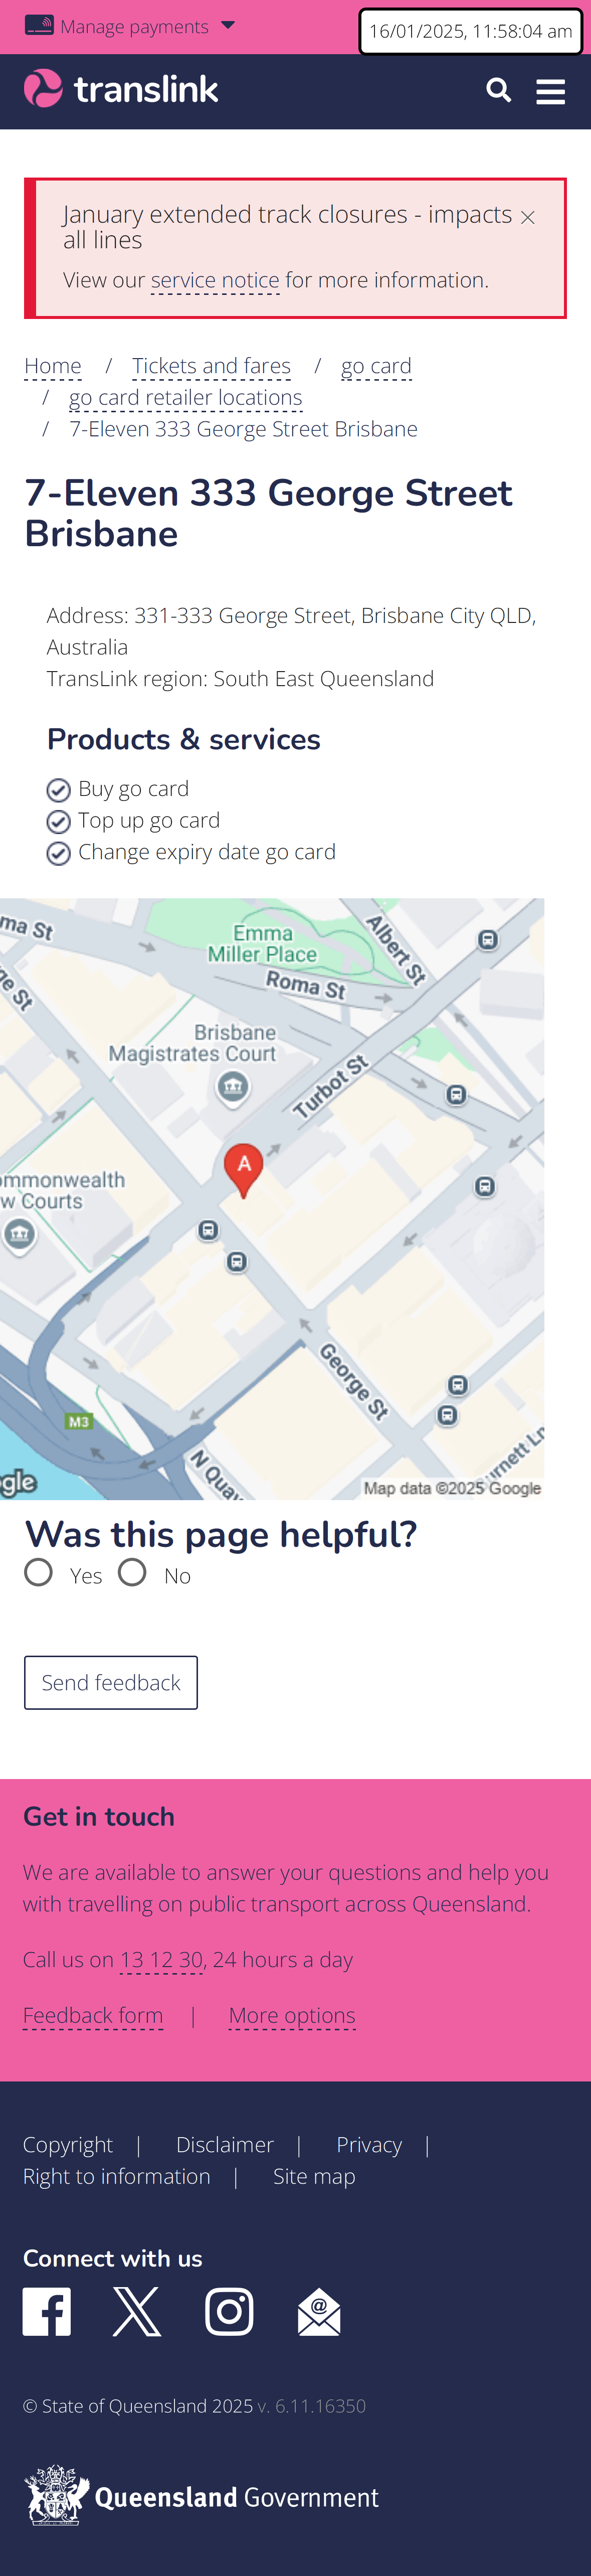 Manage payments
16/01/2025, 11:58:04 am
translink
January extended track closures - impacts
all lines
View our service notice for more information.
Home / Tickets and fares / go card
/ go card retailer locations
/ 7-Eleven 333 George Street Brisbane
7-Eleven 333 George Street
Brisbane
Address: 331-333 George Street, Brisbane City QLD,
Australia
TransLink region: South East Queensland
Products & services
Buy go card
Top up go card
Change expiry date go card
ma St
Emma
Miller Place
Albert St
ge St
Roma St
Brisbane
Magistrates Court
Turbot St
A
ommonwealth
w Courts
George St
M3
N Quay
urnett Ln
gle
Map data ©2025 Google
Was this page helpful?
Yes No
Send feedback
Get in touch
We are available to answer your questions and help you
with travelling on public transport across Queensland.
Call us on 13 12 30, 24 hours a day
Feedback form | More options
Copyright | Disclaimer | Privacy |
Right to information | Site map
Connect with us
@
© State of Queensland 2025 v. 6.11.16350
Queensland Government